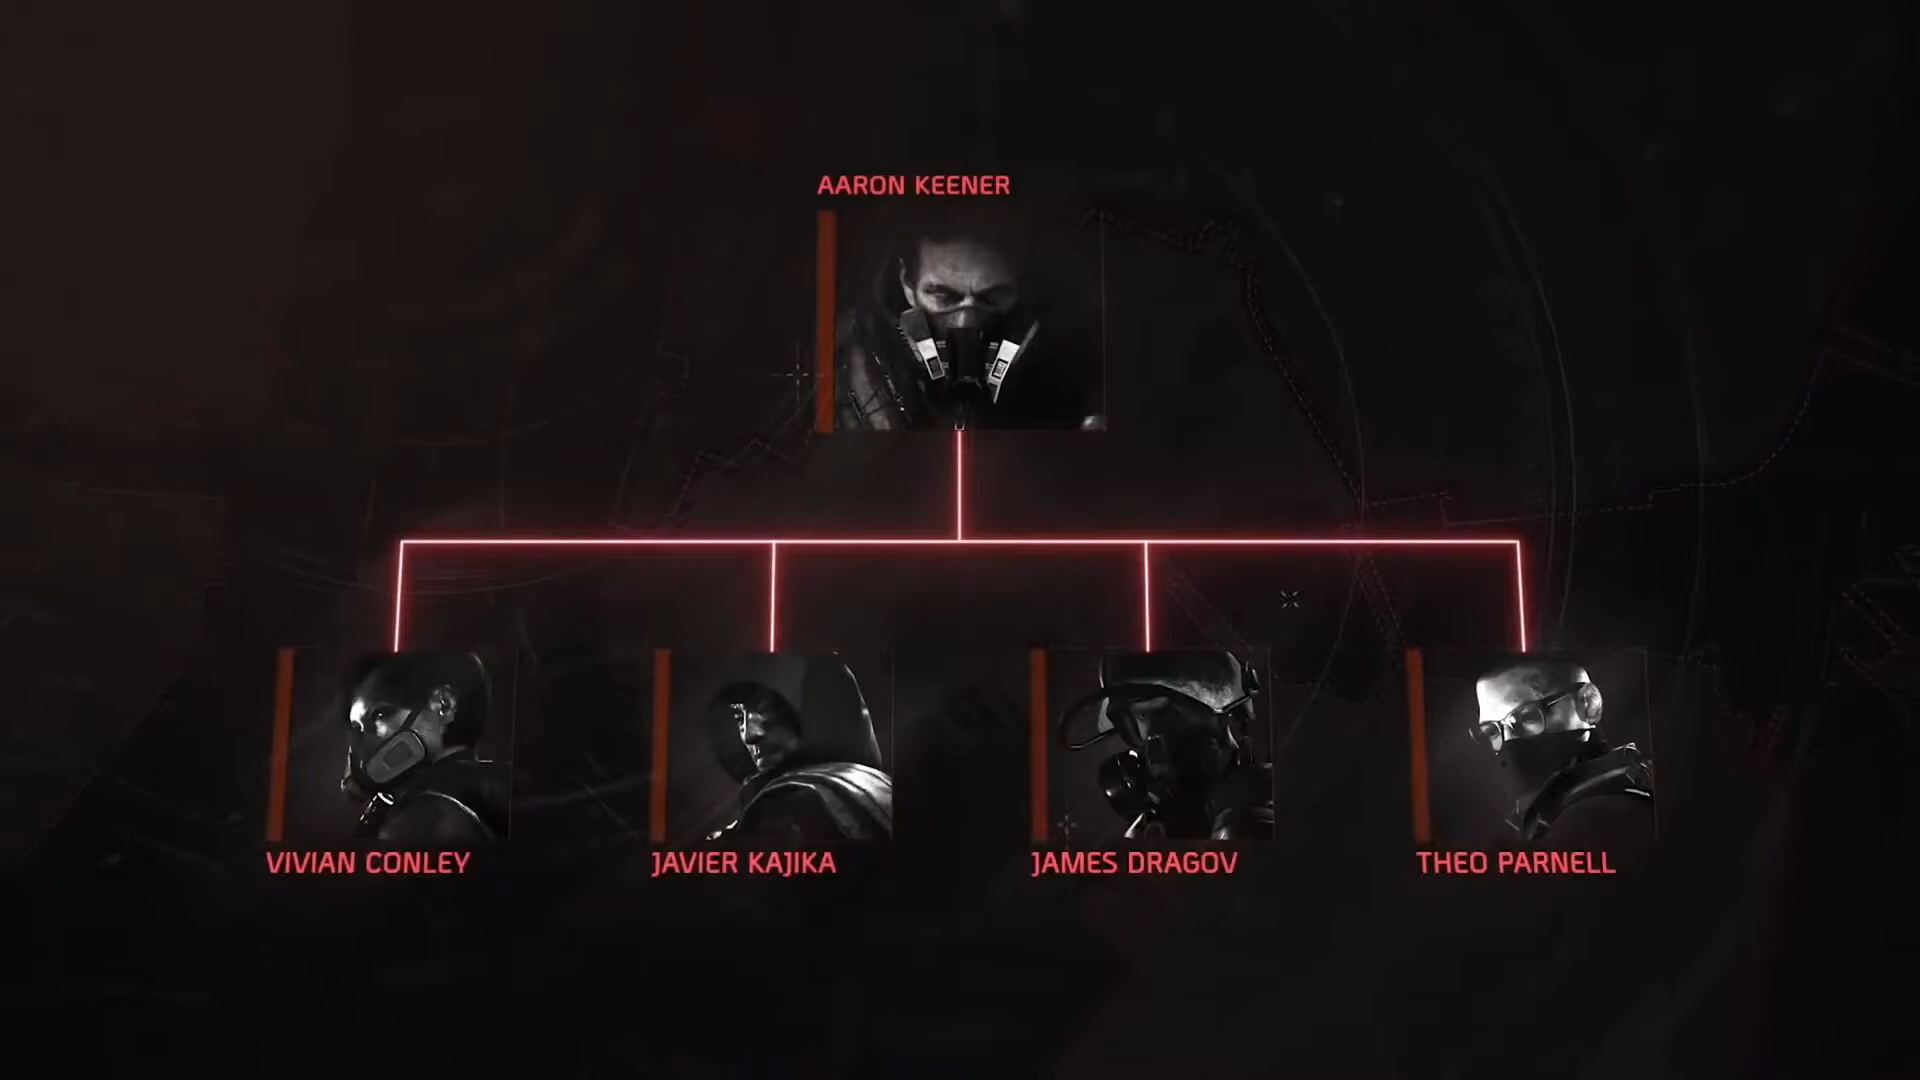 AARON KEENER
VIVIAN CONLEY
JAVIER KAJIKA
JAMES DRAGOV
THEO PARNELL